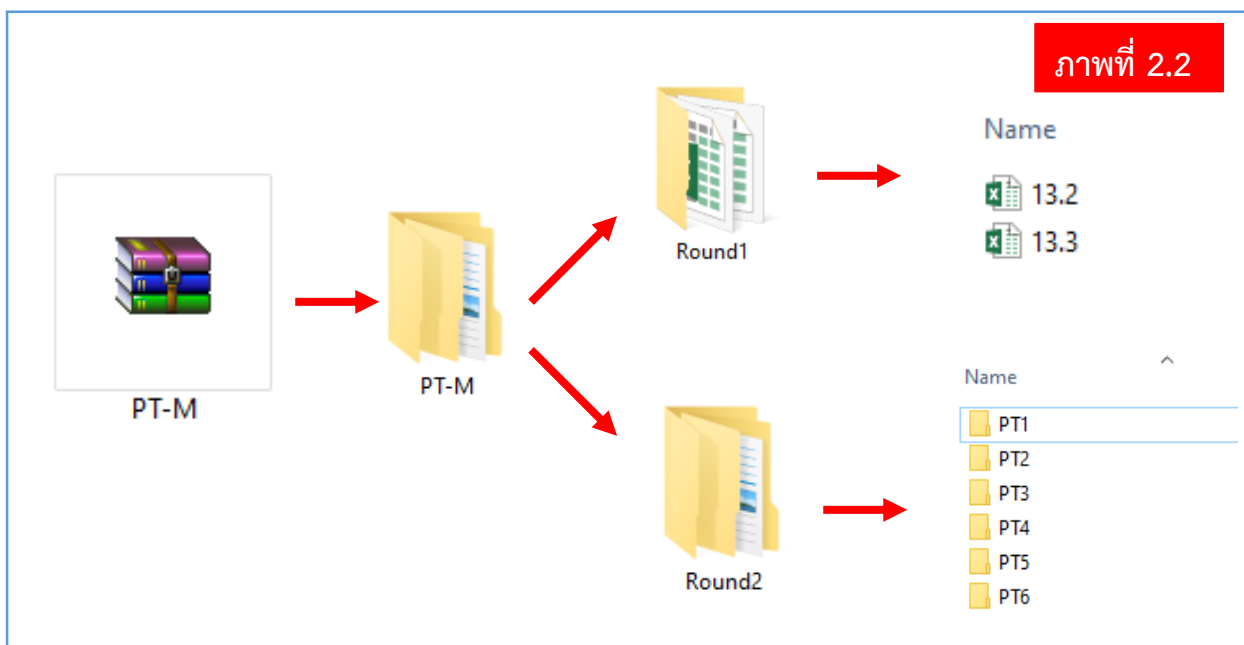 ภาพที่ 2.2
PT-M
PT-M
Round1
Name
13.2
13.3
Round2
Name
PT1
PT2
PT3
PT4
PT5
PT6